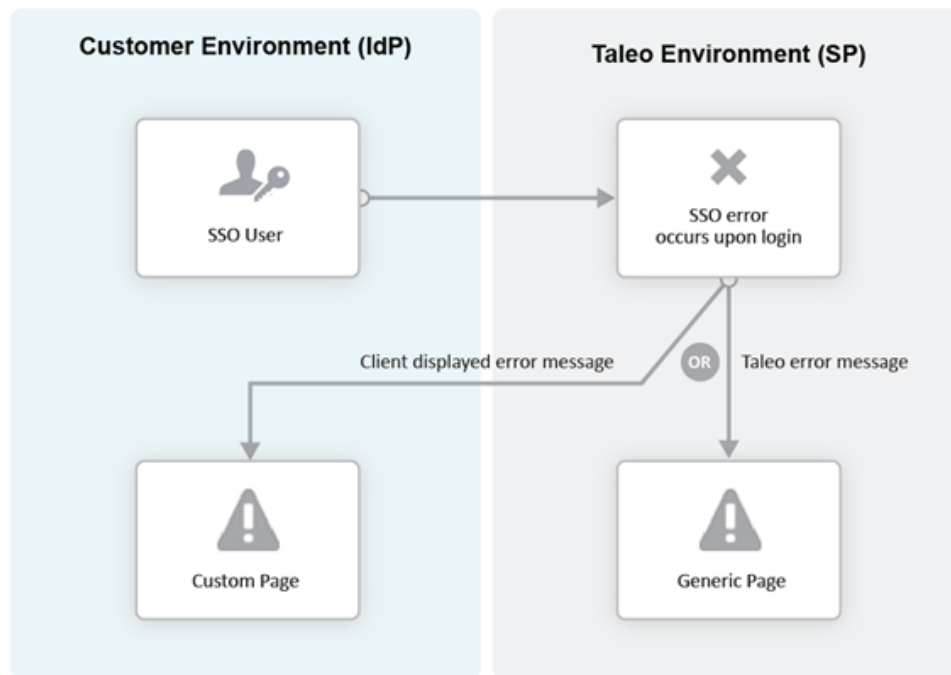 Customer Environment (IdP)
Taleo Environment (SP)
SSO User
SSO error
occurs upon login
Client displayed error message
OR
Taleo error message
Custom Page
Generic Page